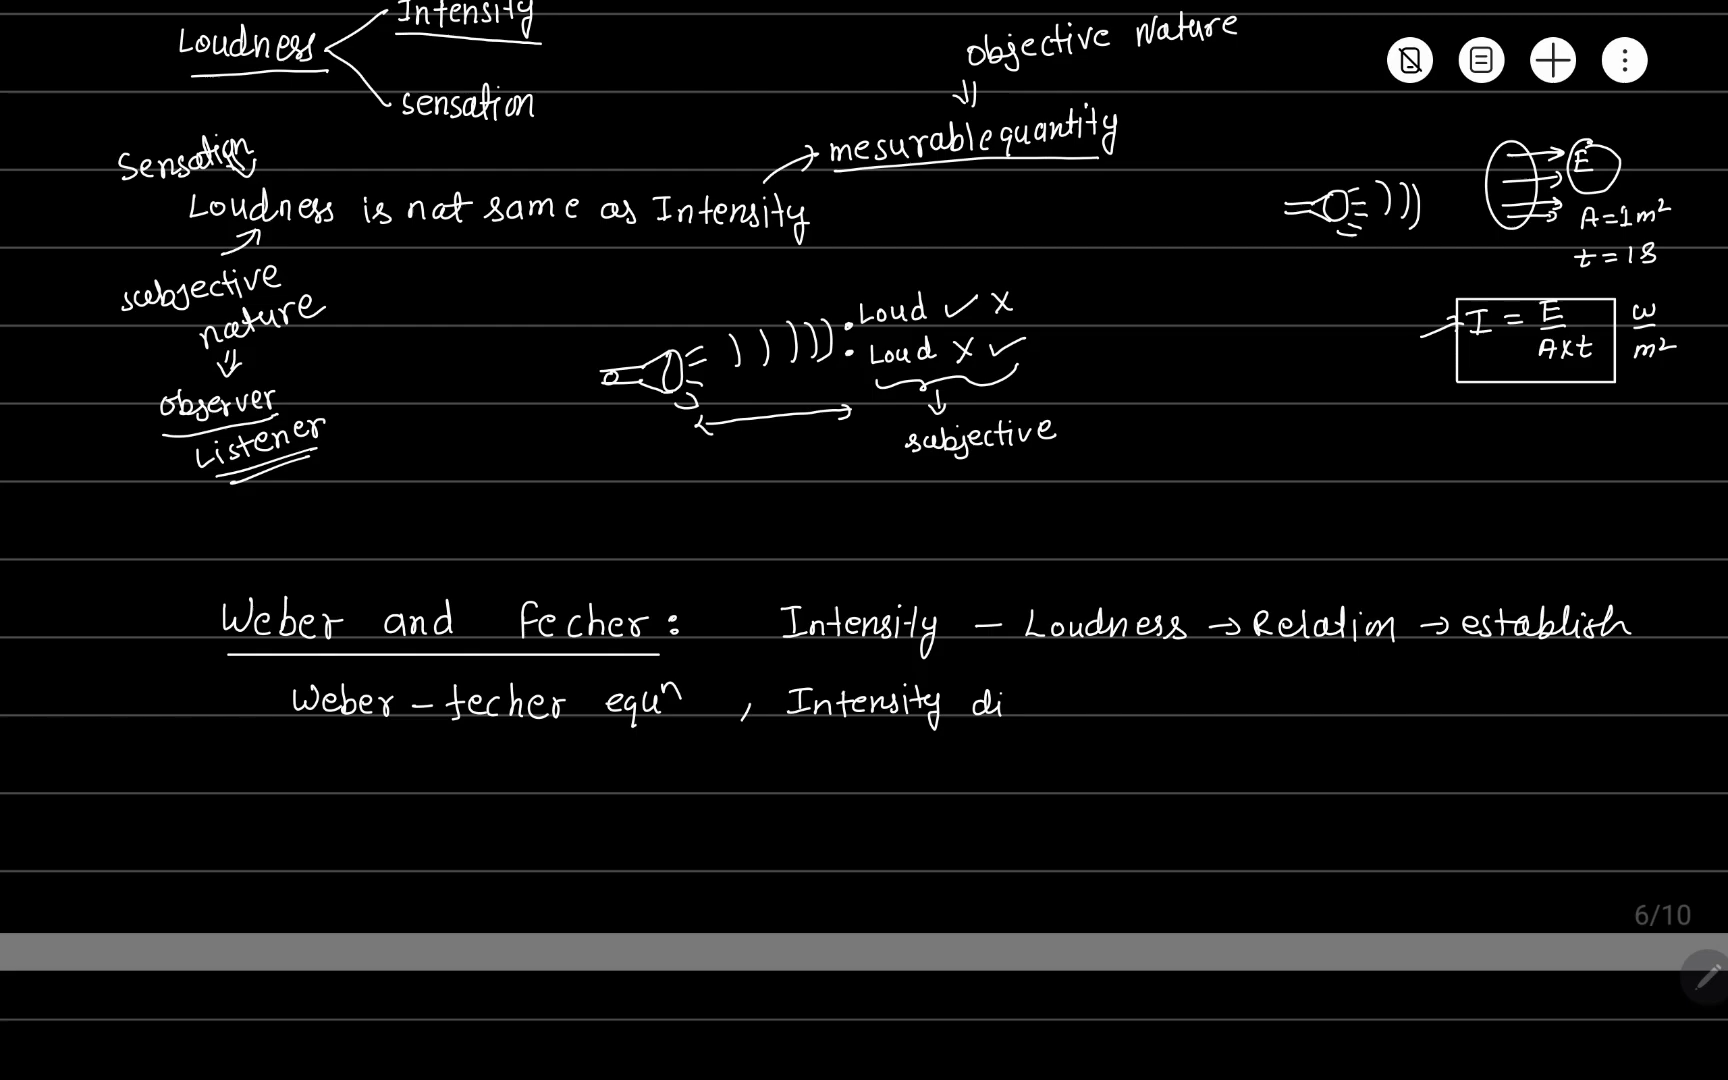 Intensity
Loudness
sensation
objective Nature
mesurable quantity
Sensation
Loudness is not same as Intensity
subjective
nature
observer
Listener
Loud ✓ X
Loud X ✓
subjective
E
A=1m²
t=1s
I = E/A×t w/m²
Weber and fecher: Intensity – Loudness → Relation → establish
Weber – fecher equⁿ , Intensity di
6/10